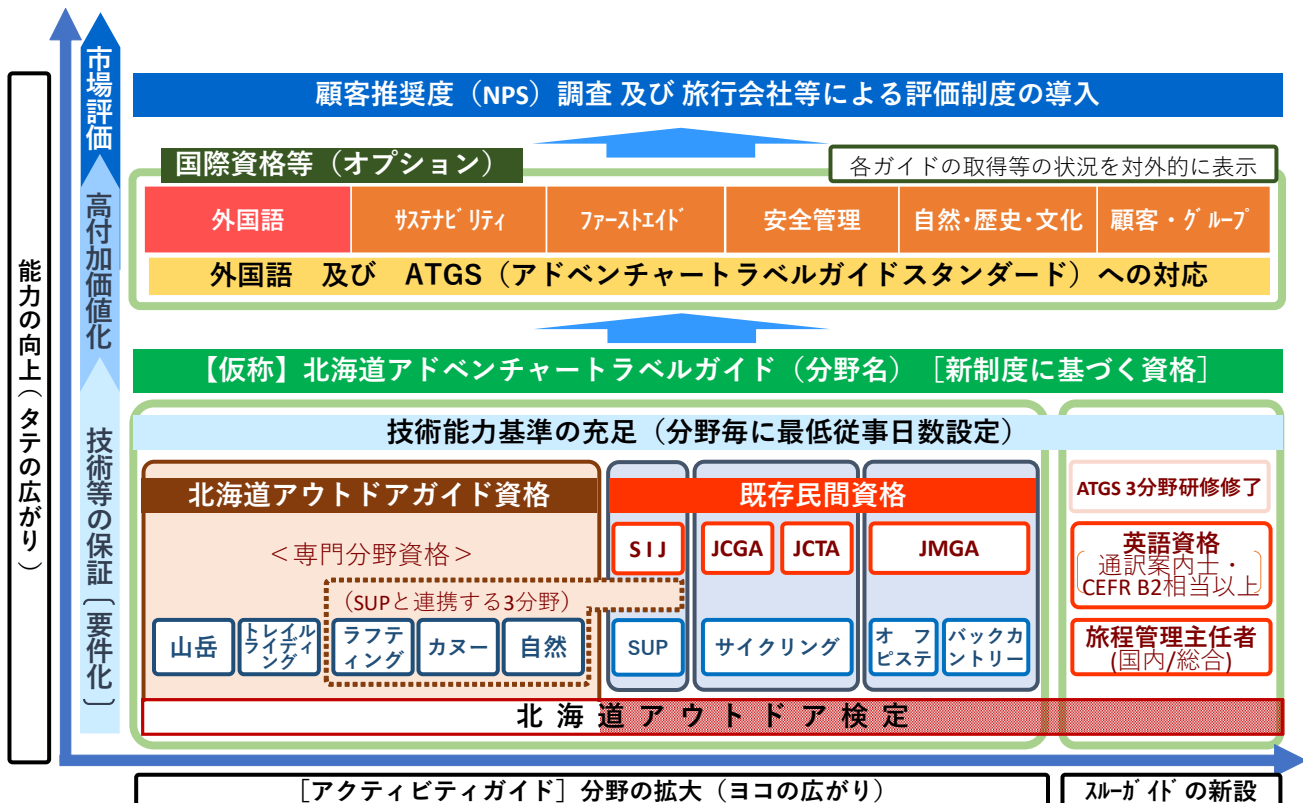 市場評価
高付加価値化
技術等の保証〔要件化〕
能力の向上（タテの広がり）
顧客推奨度（NPS）調査 及び 旅行会社等による評価制度の導入
国際資格等（オプション）
各ガイドの取得等の状況を対外的に表示
外国語
ｻｽﾃﾅﾋﾞﾘﾃｨ
ﾌｧｰｽﾄｴｲﾄﾞ
安全管理
自然・歴史・文化
顧客・ｸﾞﾙｰﾌﾟ
外国語　及び　ATGS（アドベンチャートラベルガイドスタンダード）への対応
【仮称】北海道アドベンチャートラベルガイド（分野名）［新制度に基づく資格］
技術能力基準の充足（分野毎に最低従事日数設定）
北海道アウトドアガイド資格
既存民間資格
＜専門分野資格＞
SIJ
JCGA
JCTA
JMGA
（SUPと連携する3分野）
山岳
トレイル
ライディ
ング
ラフティ
ング
カヌー
自然
SUP
サイクリング
オフ
ピステ
バックカ
ントリー
北海道アウトドア検定
ATGS 3分野研修修了
英語資格
通訳案内士・
CEFR B2相当以上
旅程管理主任者
(国内/総合)
［アクティビティガイド］分野の拡大（ヨコの広がり）
ｽﾙｰｶﾞｲﾄﾞの新設